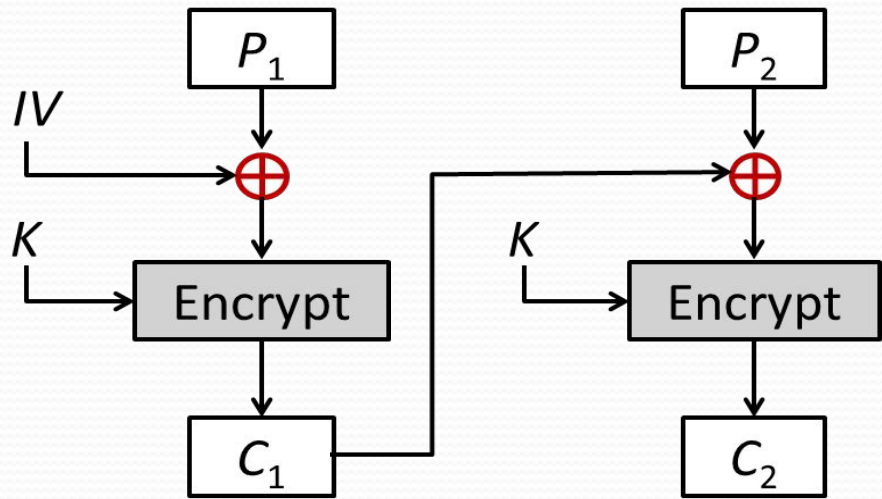 P₁ P₂
IV
K K
Encrypt Encrypt
C₁ C₂